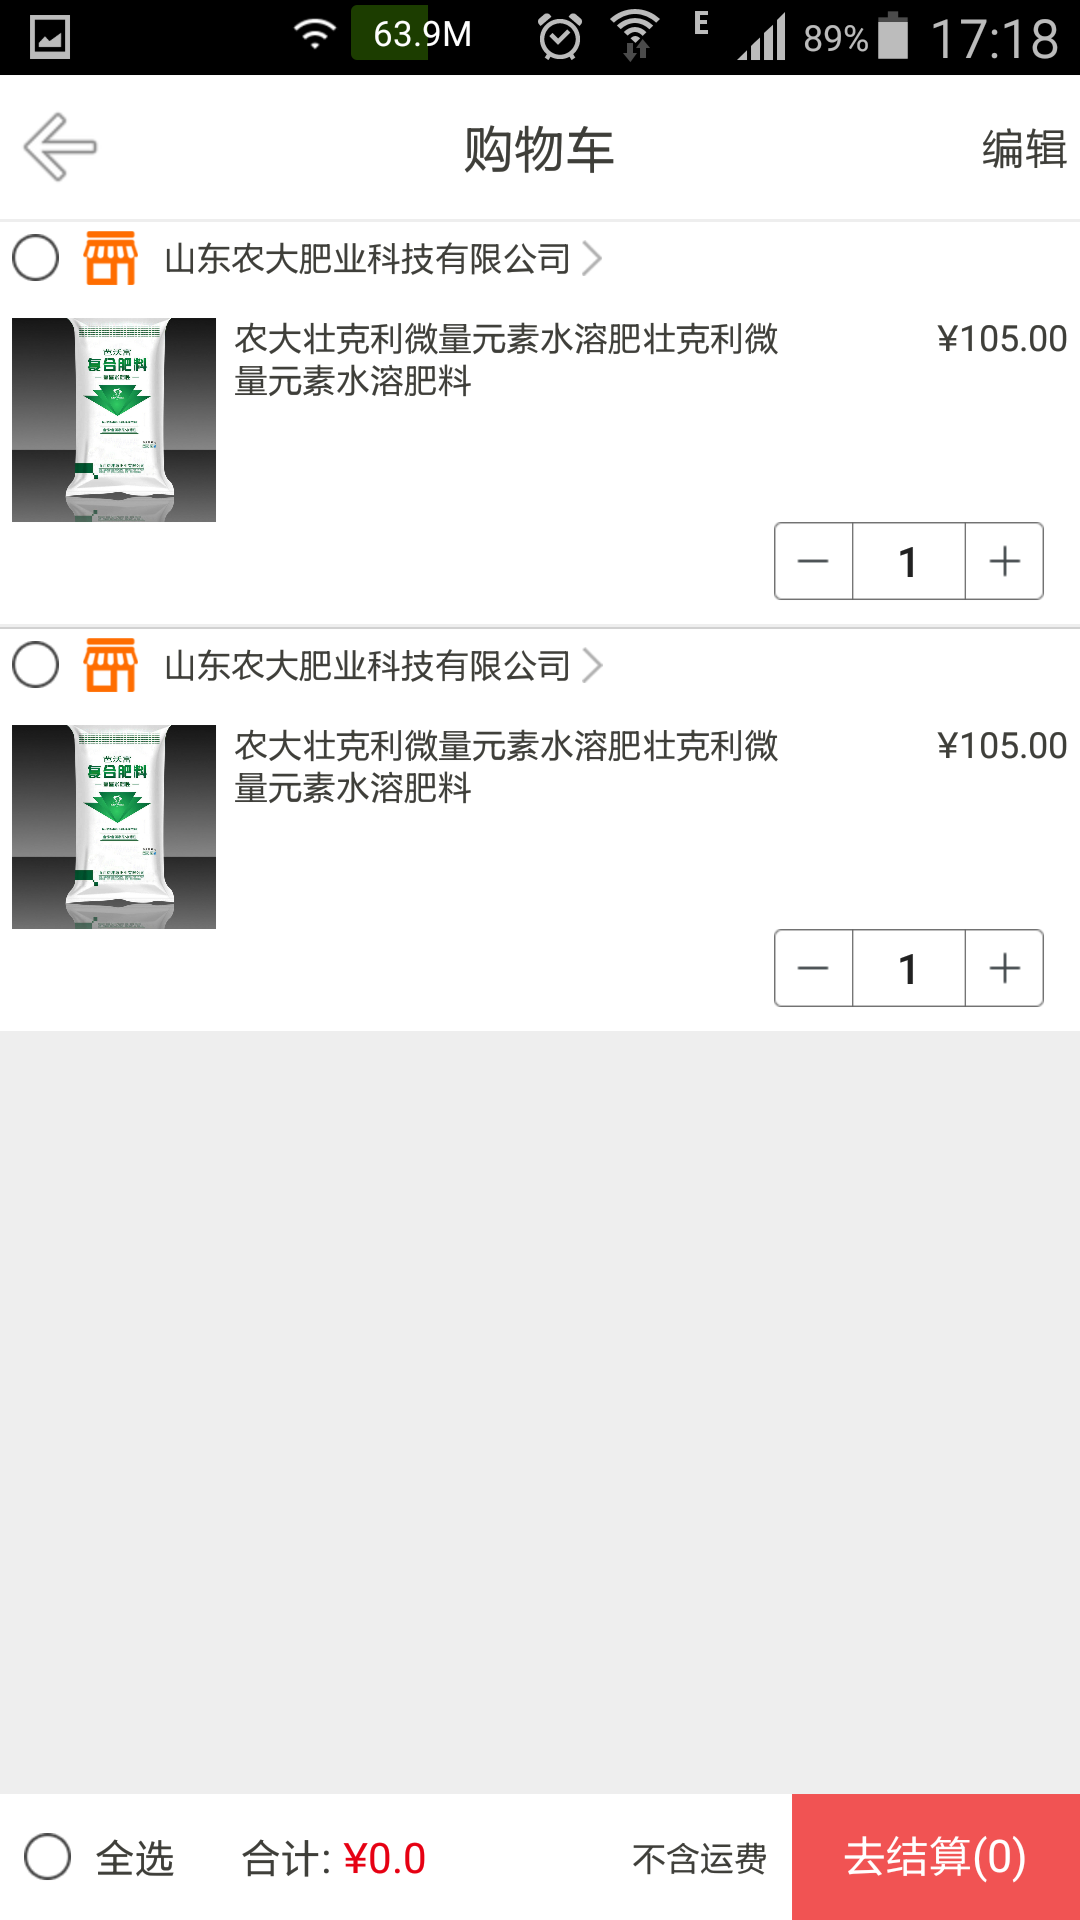 63.9M E 89% 17:18
购物车 编辑
山东农大肥业科技有限公司
农大壮克利微量元素水溶肥壮克利微 ¥105.00
量元素水溶肥料
复合肥料
1
山东农大肥业科技有限公司
农大壮克利微量元素水溶肥壮克利微 ¥105.00
量元素水溶肥料
复合肥料
1
全选 合计: ¥0.0 不含运费 去结算(0)